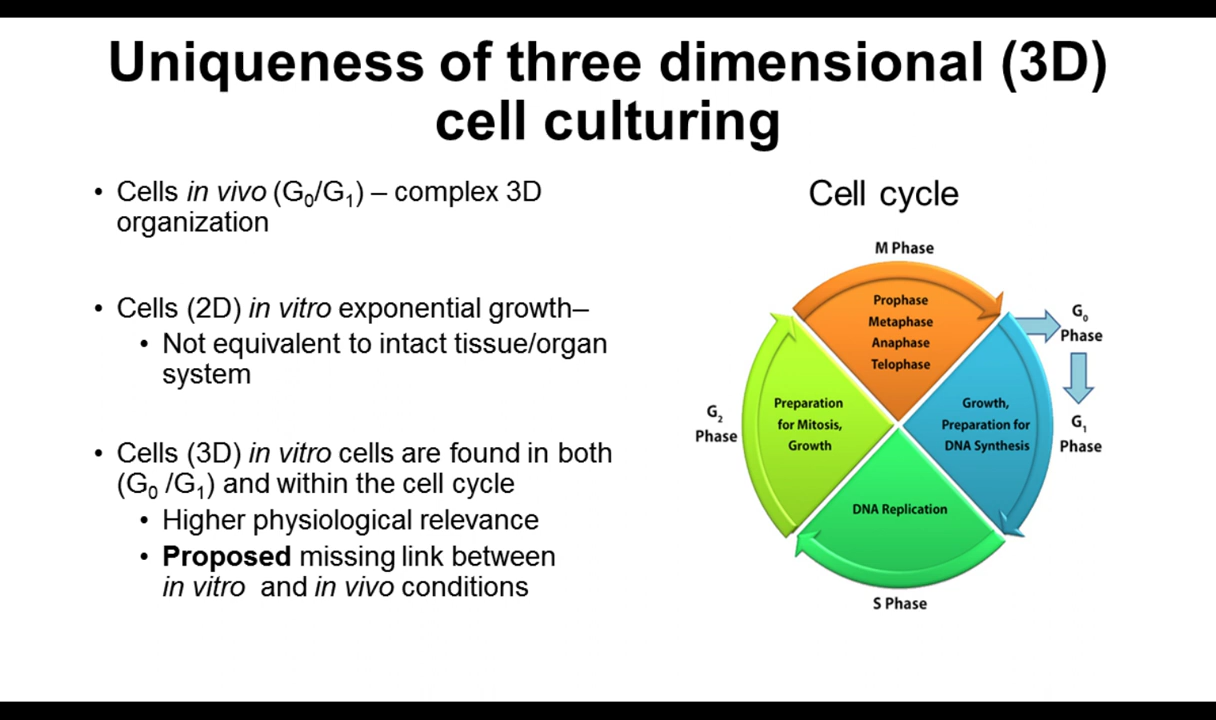 Uniqueness of three dimensional (3D)
cell culturing
• Cells in vivo (G₀/G₁) – complex 3D
organization
• Cells (2D) in vitro exponential growth–
• Not equivalent to intact tissue/organ
system
• Cells (3D) in vitro cells are found in both
(G₀ /G₁) and within the cell cycle
• Higher physiological relevance
• Proposed missing link between
in vitro and in vivo conditions
Cell cycle
M Phase
Prophase
Metaphase
Anaphase
Telophase
G₀
Phase
Growth,
Preparation for
DNA Synthesis
G₁
Phase
DNA Replication
S Phase
Preparation
for Mitosis,
Growth
G₂
Phase